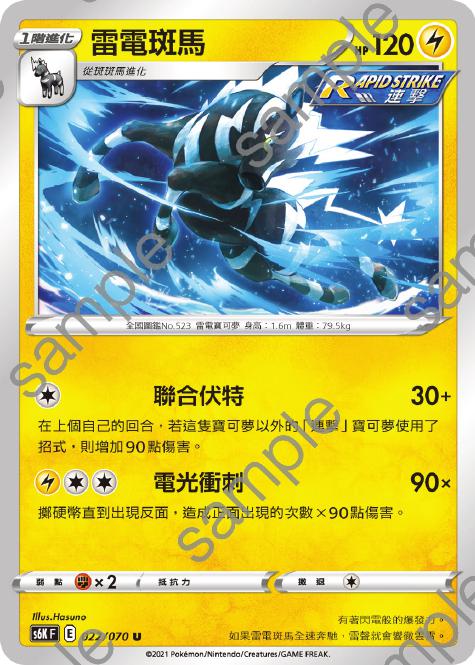 1階進化
雷電斑馬
HP 120
從斑斑馬進化
RAPID STRIKE
連擊
全國圖鑑No.523 雷電寶可夢 身高：1.6m 體重：79.5kg
聯合伏特 30+
在上個自己的回合，若這隻寶可夢以外的「連擊」寶可夢使用了
招式，則增加90點傷害。
電光衝刺 90×
擲硬幣直到出現反面，造成正面出現的次數×90點傷害。
弱點 ×2 抵抗力 撤退
Illus.Hasuno
s6K F E 022/070 U
有著閃電般的爆發力。
如果雷電斑馬全速奔馳，雷聲就會響徹雲霄。
©2021 Pokémon/Nintendo/Creatures/GAME FREAK.
sample
sample
sample
sample
sample
sample